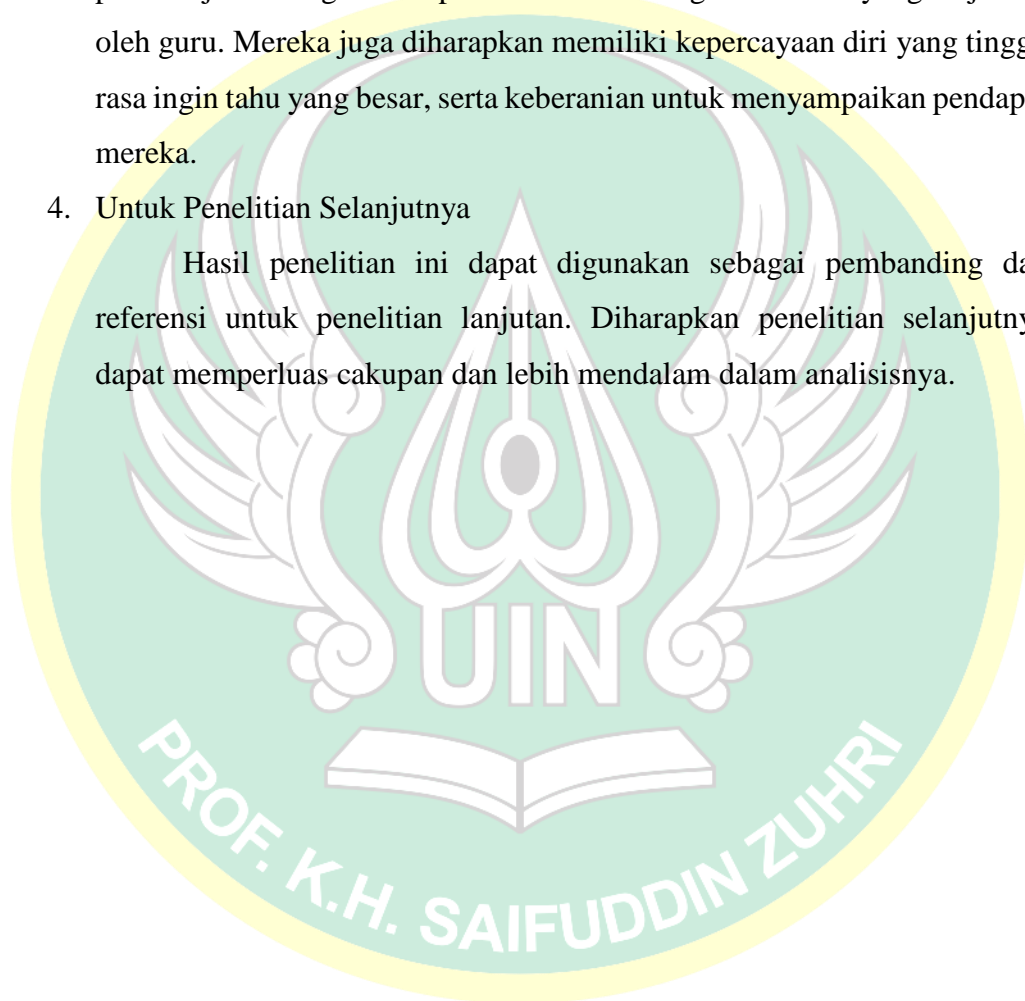 oleh guru. Mereka juga diharapkan memiliki kepercayaan diri yang tingg
rasa ingin tahu yang besar, serta keberanian untuk menyampaikan pendap
mereka.
4. Untuk Penelitian Selanjutnya
Hasil penelitian ini dapat digunakan sebagai pembanding da
referensi untuk penelitian lanjutan. Diharapkan penelitian selanjutny
dapat memperluas cakupan dan lebih mendalam dalam analisisnya.
UIN
PROF. K.H. SAIFUDDIN ZUHRI